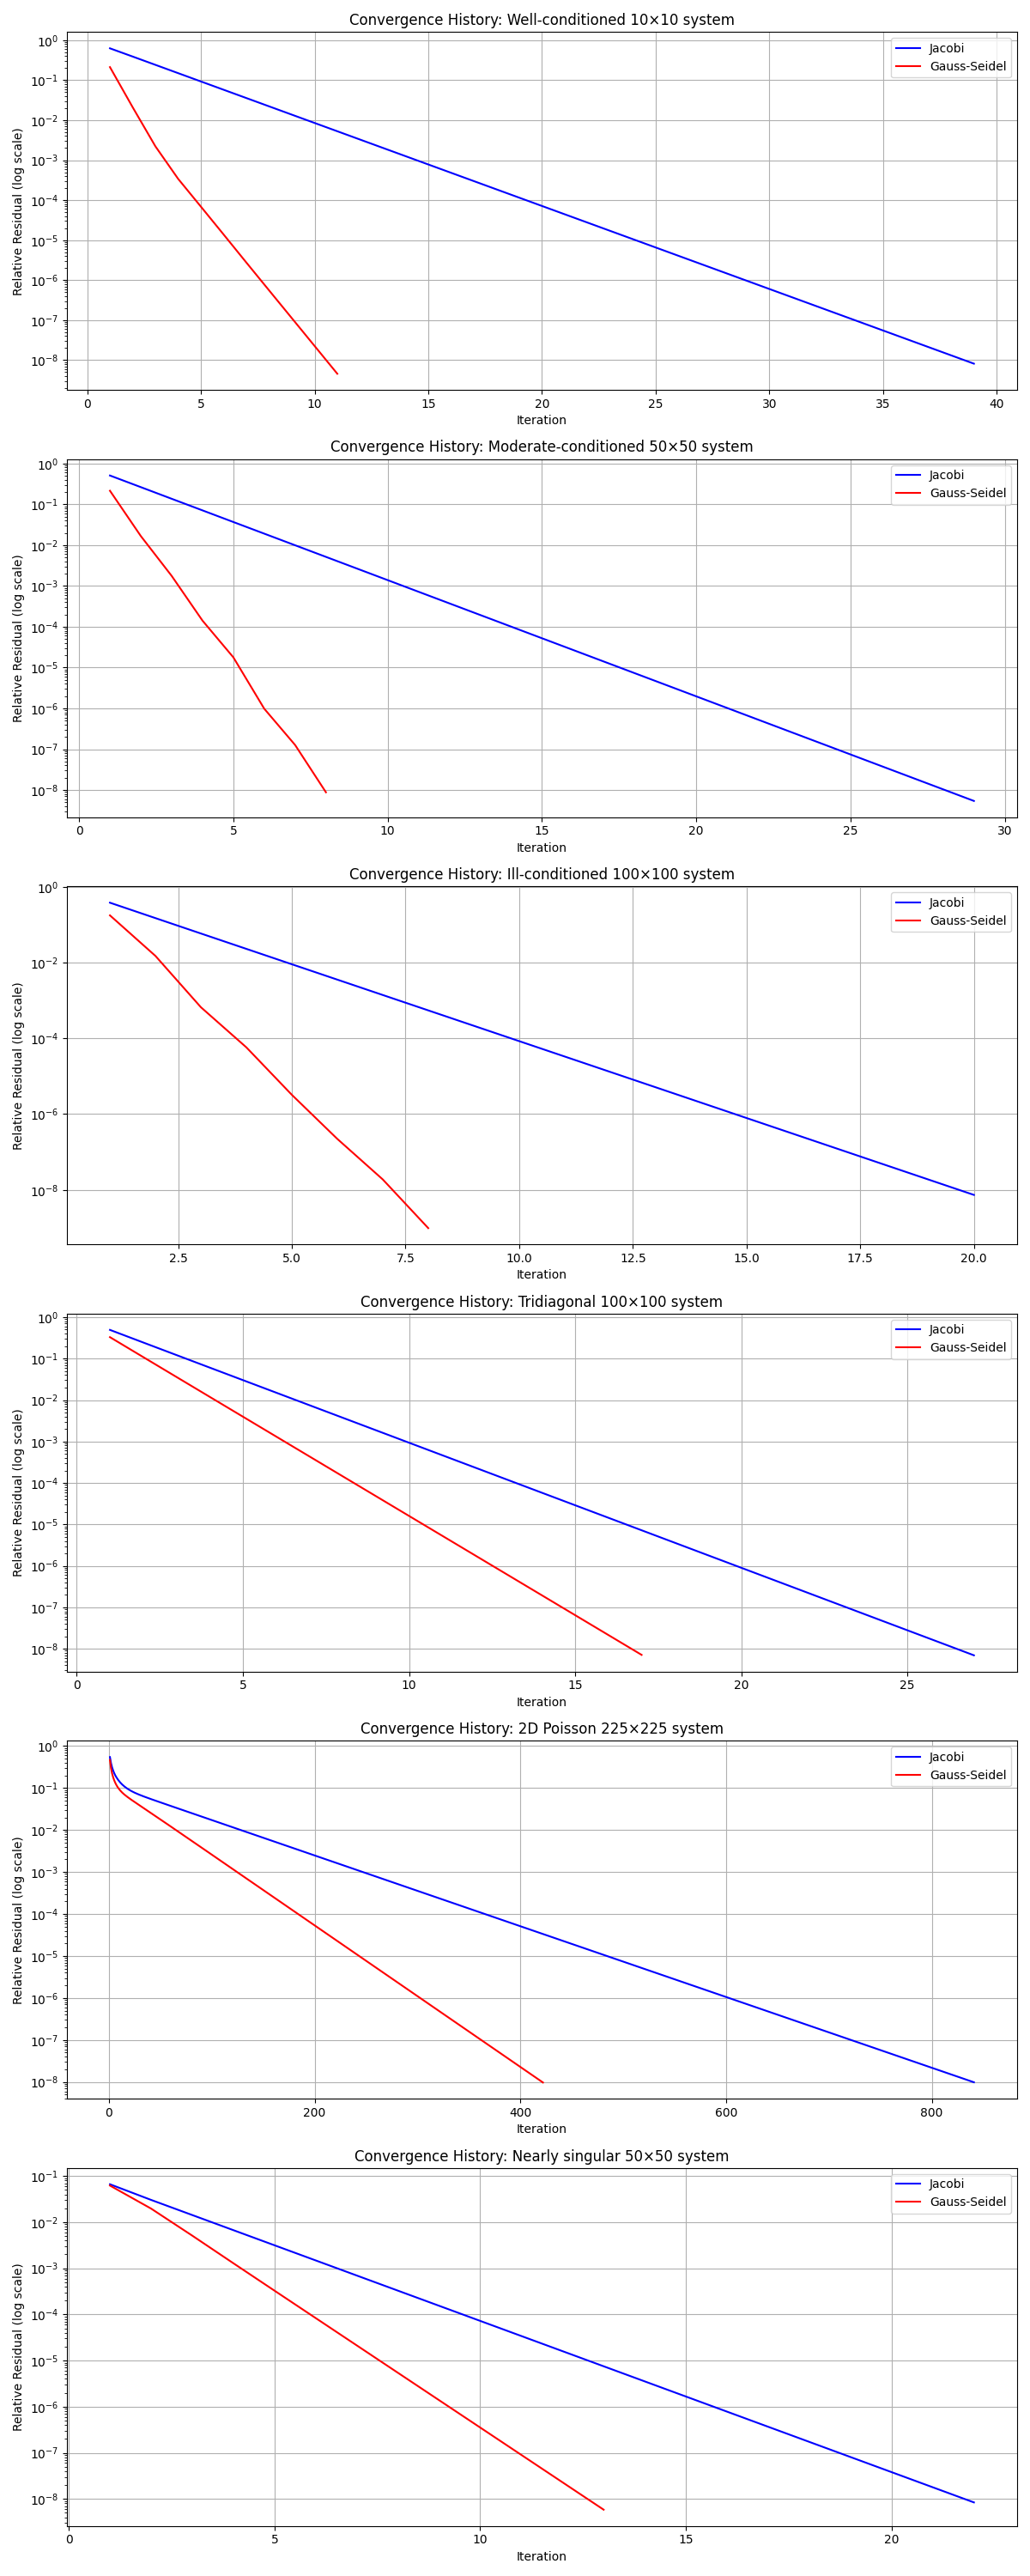 Convergence History: Well-conditioned 10×10 system
Relative Residual (log scale)
10⁰
10⁻¹
10⁻²
10⁻³
10⁻⁴
10⁻⁵
10⁻⁶
10⁻⁷
10⁻⁸
Jacobi
Gauss-Seidel
0 5 10 15 20 25 30 35 40
Iteration
Convergence History: Moderate-conditioned 50×50 system
Relative Residual (log scale)
10⁰
10⁻¹
10⁻²
10⁻³
10⁻⁴
10⁻⁵
10⁻⁶
10⁻⁷
10⁻⁸
Jacobi
Gauss-Seidel
0 5 10 15 20 25 30
Iteration
Convergence History: Ill-conditioned 100×100 system
Relative Residual (log scale)
10⁰
10⁻²
10⁻⁴
10⁻⁶
10⁻⁸
Jacobi
Gauss-Seidel
2.5 5.0 7.5 10.0 12.5 15.0 17.5 20.0
Iteration
Convergence History: Tridiagonal 100×100 system
Relative Residual (log scale)
10⁰
10⁻¹
10⁻²
10⁻³
10⁻⁴
10⁻⁵
10⁻⁶
10⁻⁷
10⁻⁸
Jacobi
Gauss-Seidel
0 5 10 15 20 25
Iteration
Convergence History: 2D Poisson 225×225 system
Relative Residual (log scale)
10⁰
10⁻¹
10⁻²
10⁻³
10⁻⁴
10⁻⁵
10⁻⁶
10⁻⁷
10⁻⁸
Jacobi
Gauss-Seidel
0 200 400 600 800
Iteration
Convergence History: Nearly singular 50×50 system
Relative Residual (log scale)
10⁻¹
10⁻²
10⁻³
10⁻⁴
10⁻⁵
10⁻⁶
10⁻⁷
10⁻⁸
Jacobi
Gauss-Seidel
0 5 10 15 20
Iteration